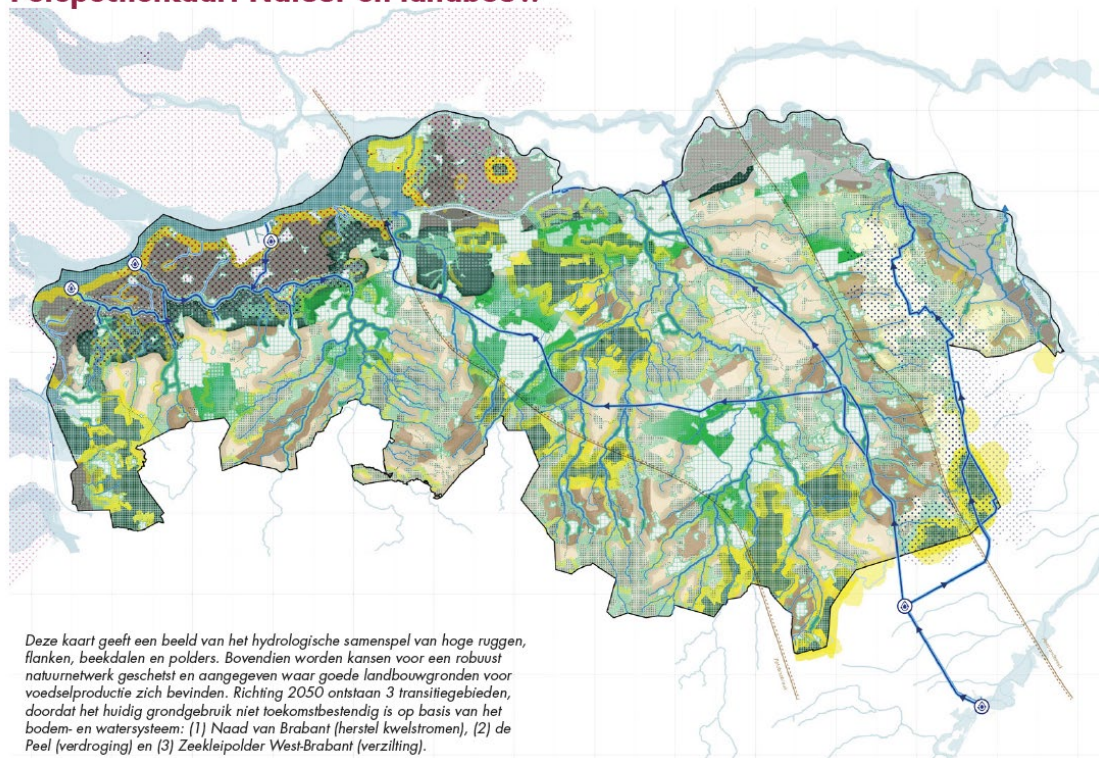 Deze kaart geeft een beeld van het hydrologische samenspel van hoge ruggen,
flanken, beekdalen en polders. Bovendien worden kansen voor een robuust
natuurnetwerk geschetst en aangegeven waar goede landbouwgronden voor
voedselproductie zich bevinden. Richting 2050 ontstaan 3 transitiegebieden,
doordat het huidig grondgebruik niet toekomstbestendig is op basis van het
bodem- en watersysteem: (1) Naad van Brabant (herstel kwelstromen), (2) de
Peel (verdroging) en (3) Zeekleipolder West-Brabant (verzilting).